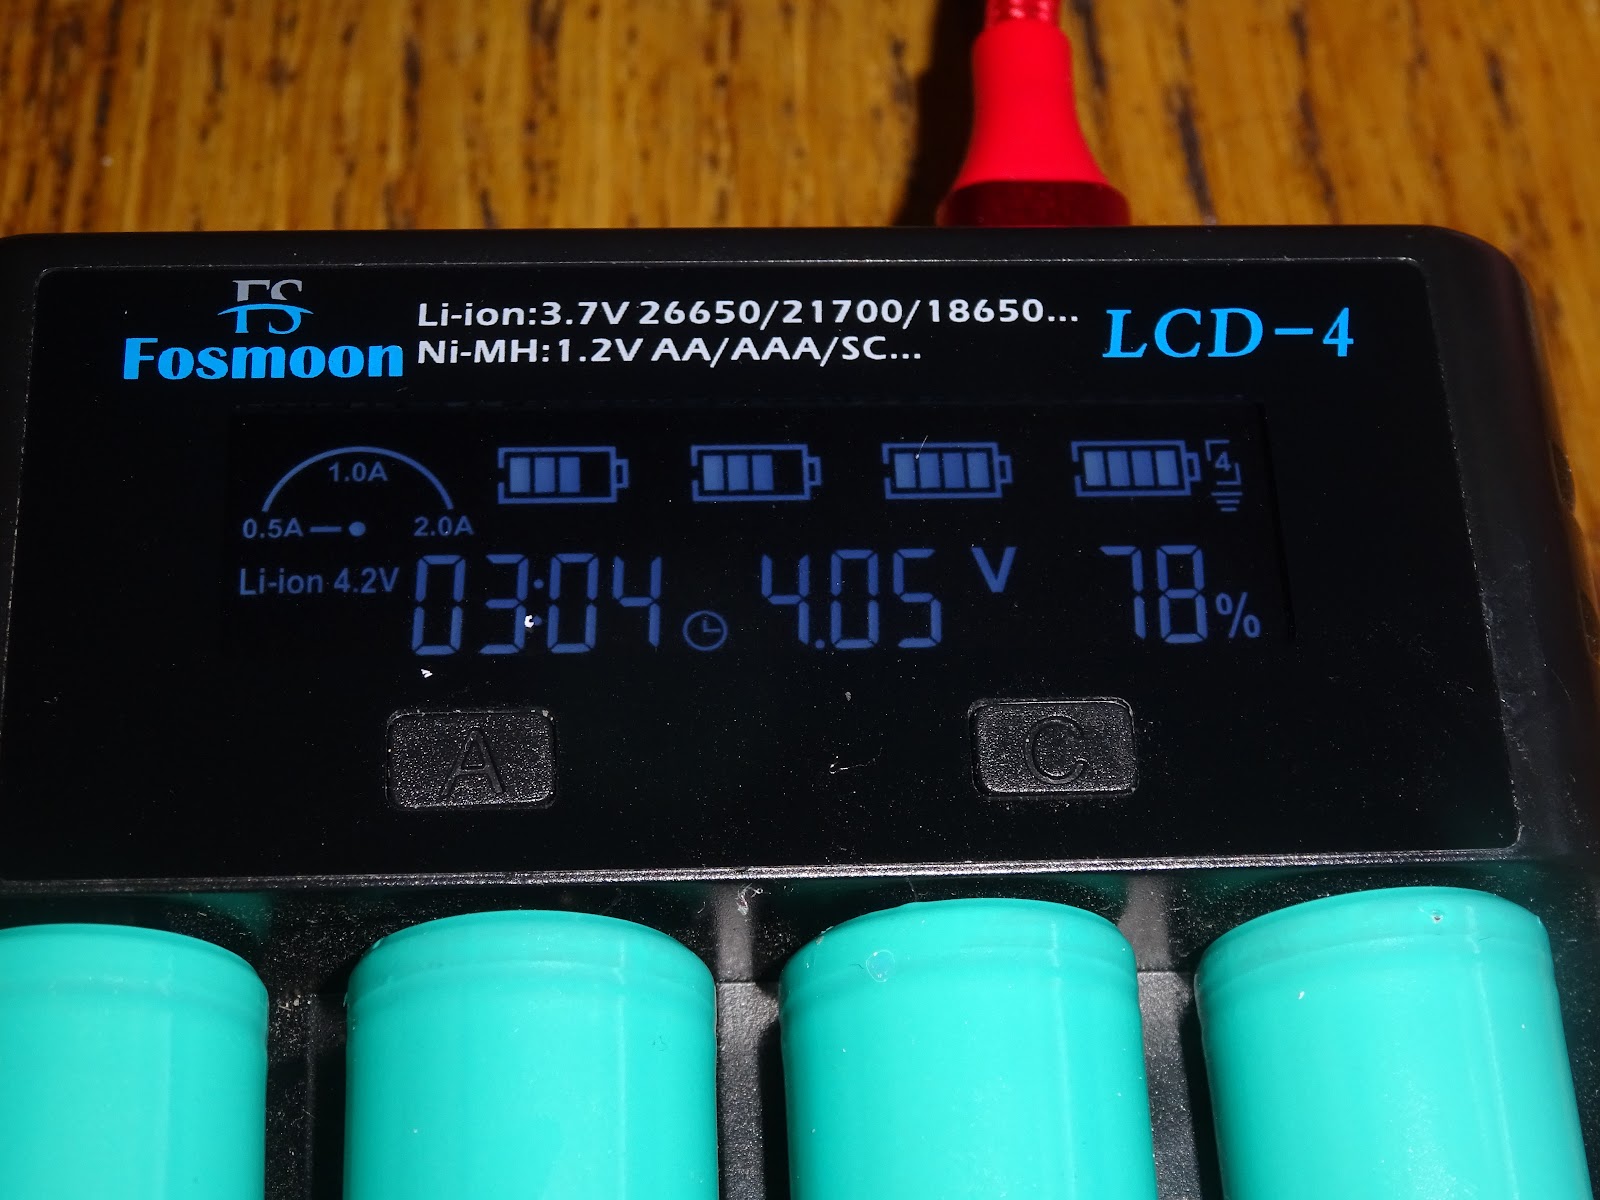 FS
Fosmoon
Li-ion:3.7V 26650/21700/18650...
Ni-MH:1.2V AA/AAA/SC...
LCD-4
1.0A
0.5A
2.0A
4
Li-ion 4.2V
03:04
4.05 V
78%
A
C